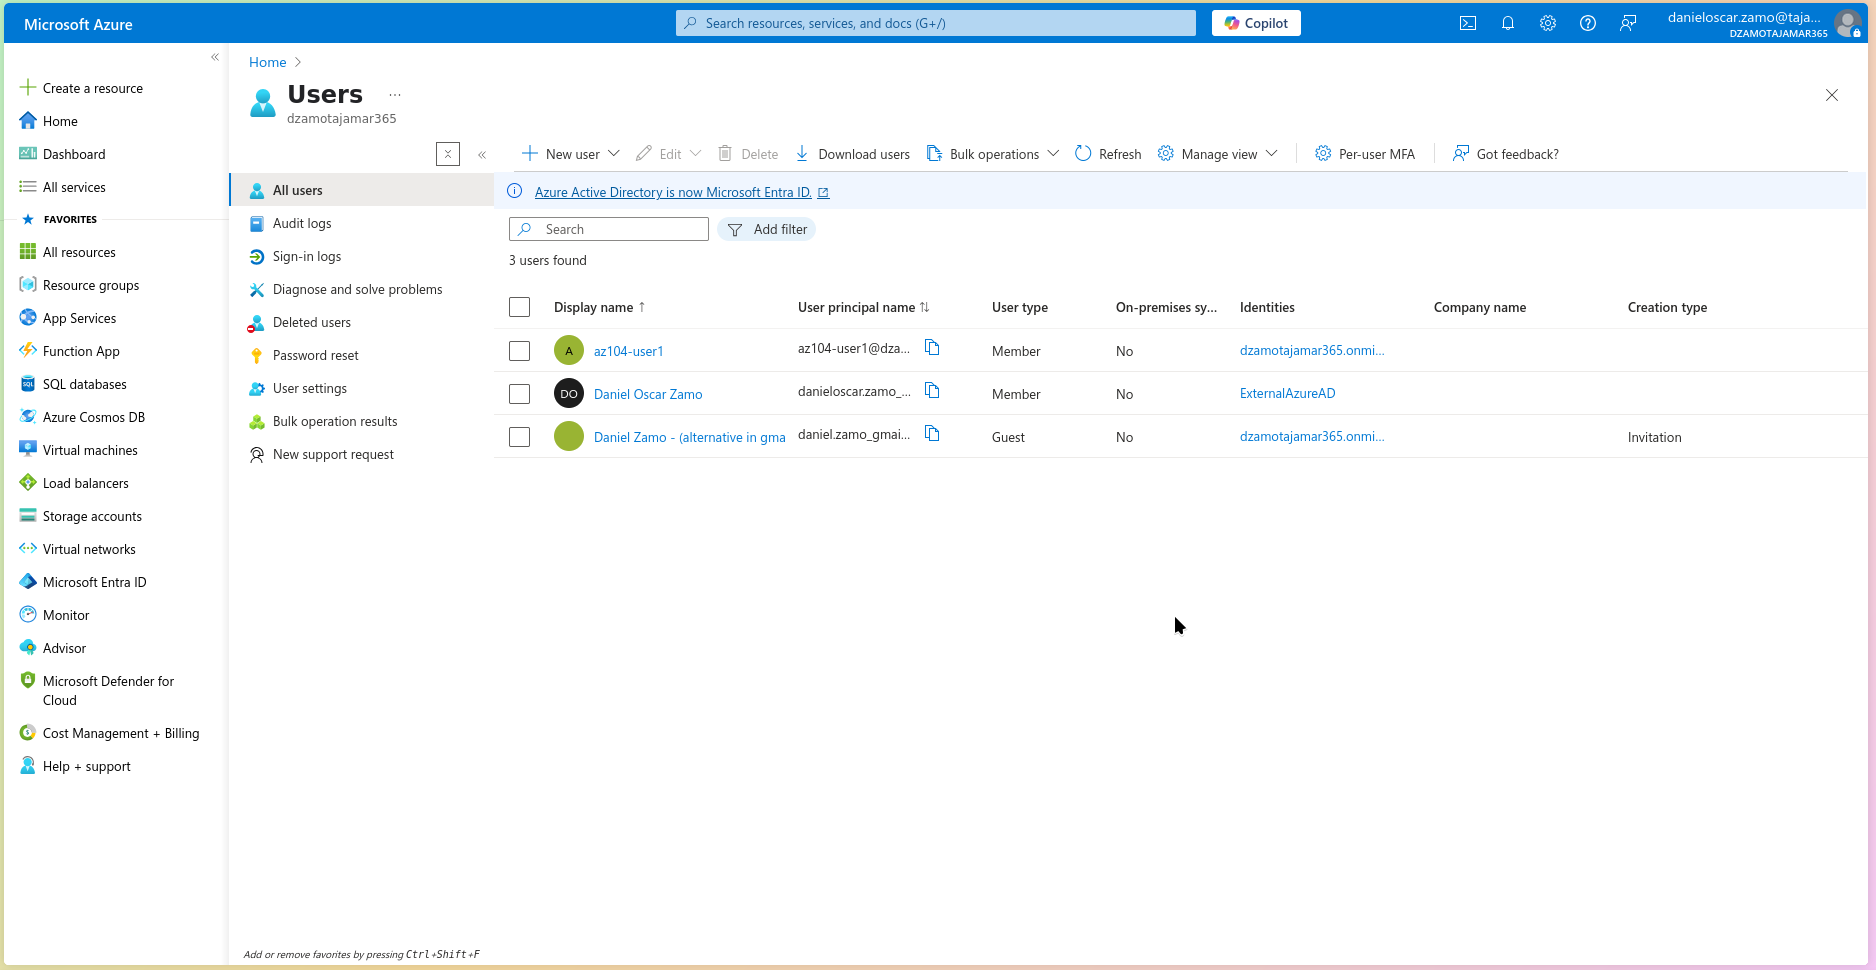 Microsoft Azure
Search resources, services, and docs (G+/)
Copilot
danieloscar.zamo@taja...
DZAMOTAJAMAR365
Create a resource
Home
Dashboard
All services
FAVORITES
All resources
Resource groups
App Services
Function App
SQL databases
Azure Cosmos DB
Virtual machines
Load balancers
Storage accounts
Virtual networks
Microsoft Entra ID
Monitor
Advisor
Microsoft Defender for
Cloud
Cost Management + Billing
Help + support
Home
Users ...
dzamotajamar365
All users
Audit logs
Sign-in logs
Diagnose and solve problems
Deleted users
Password reset
User settings
Bulk operation results
New support request
Add or remove favorites by pressing Ctrl+Shift+F
New user Edit Delete Download users Bulk operations Refresh Manage view Per-user MFA Got feedback?
Azure Active Directory is now Microsoft Entra ID.
Search Add filter
3 users found
Display name ↑ User principal name ↑↓ User type On-premises sy... Identities Company name Creation type
A az104-user1 az104-user1@dza... Member No dzamotajamar365.onmi...
DO Daniel Oscar Zamo danieloscar.zamo_... Member No ExternalAzureAD
Daniel Zamo - (alternative in gma daniel.zamo_gmai... Guest No dzamotajamar365.onmi... Invitation